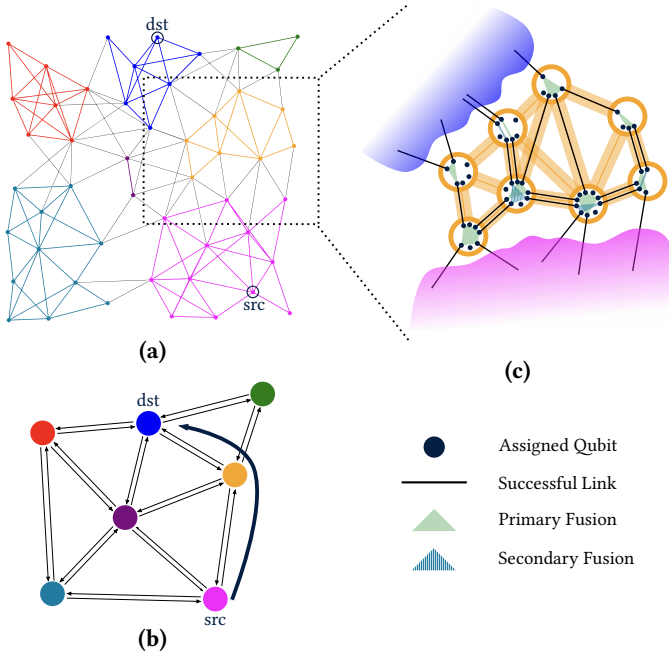 dst
src
(a)
(c)
dst
src
(b)
Assigned Qubit
Successful Link
Primary Fusion
Secondary Fusion